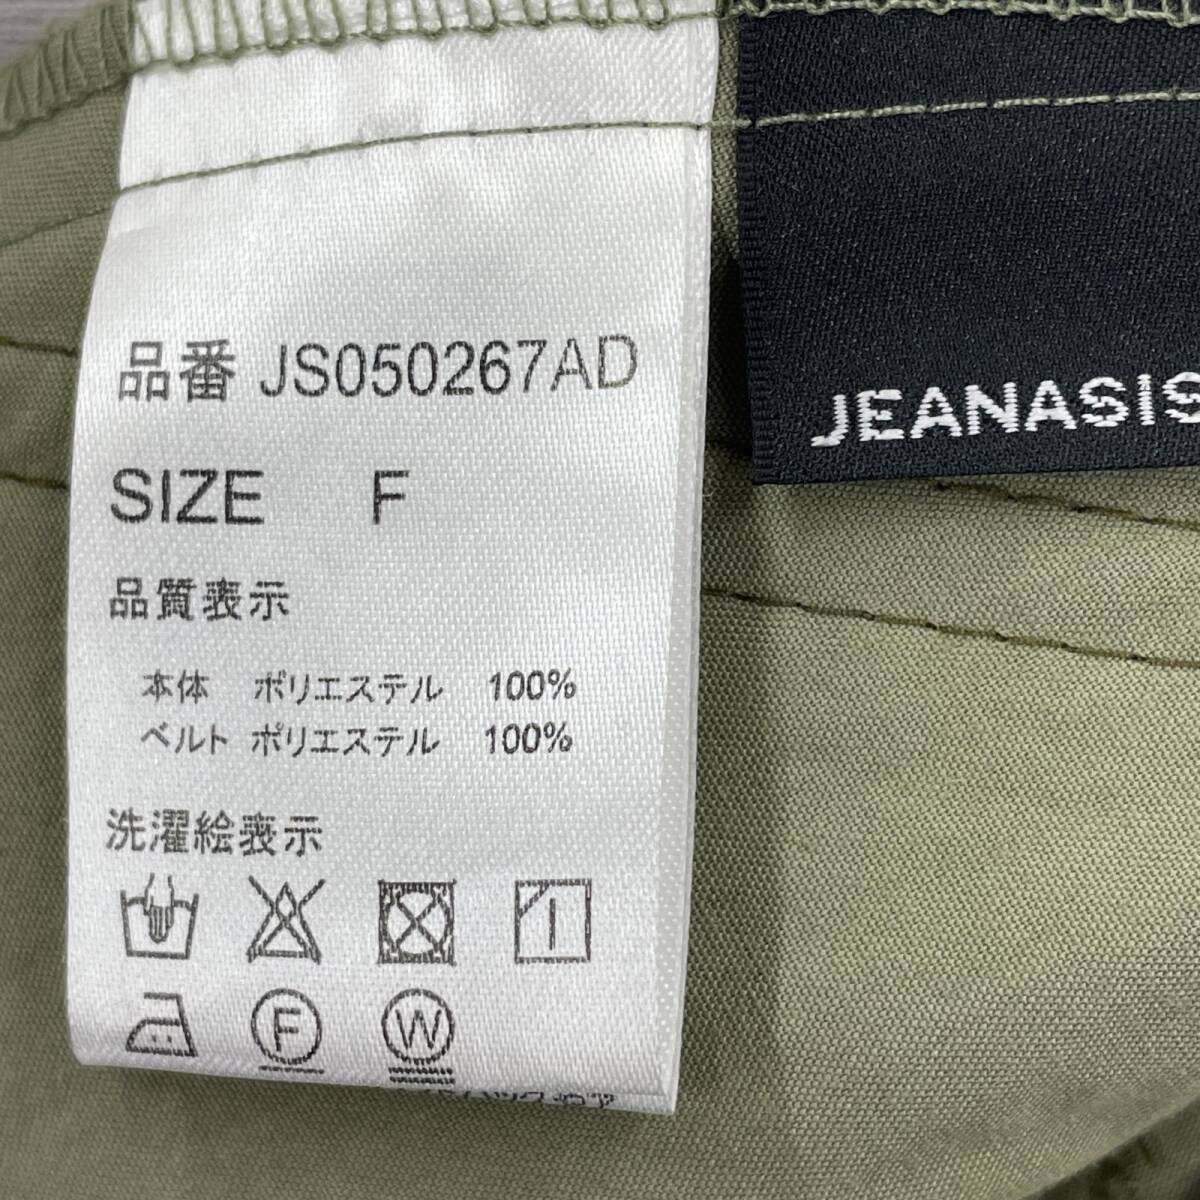 品番 JS050267AD
SIZE F
品質表示
本体 ポリエステル 100%
ベルト ポリエステル 100%
洗濯絵表示
F
W
JEANASIS